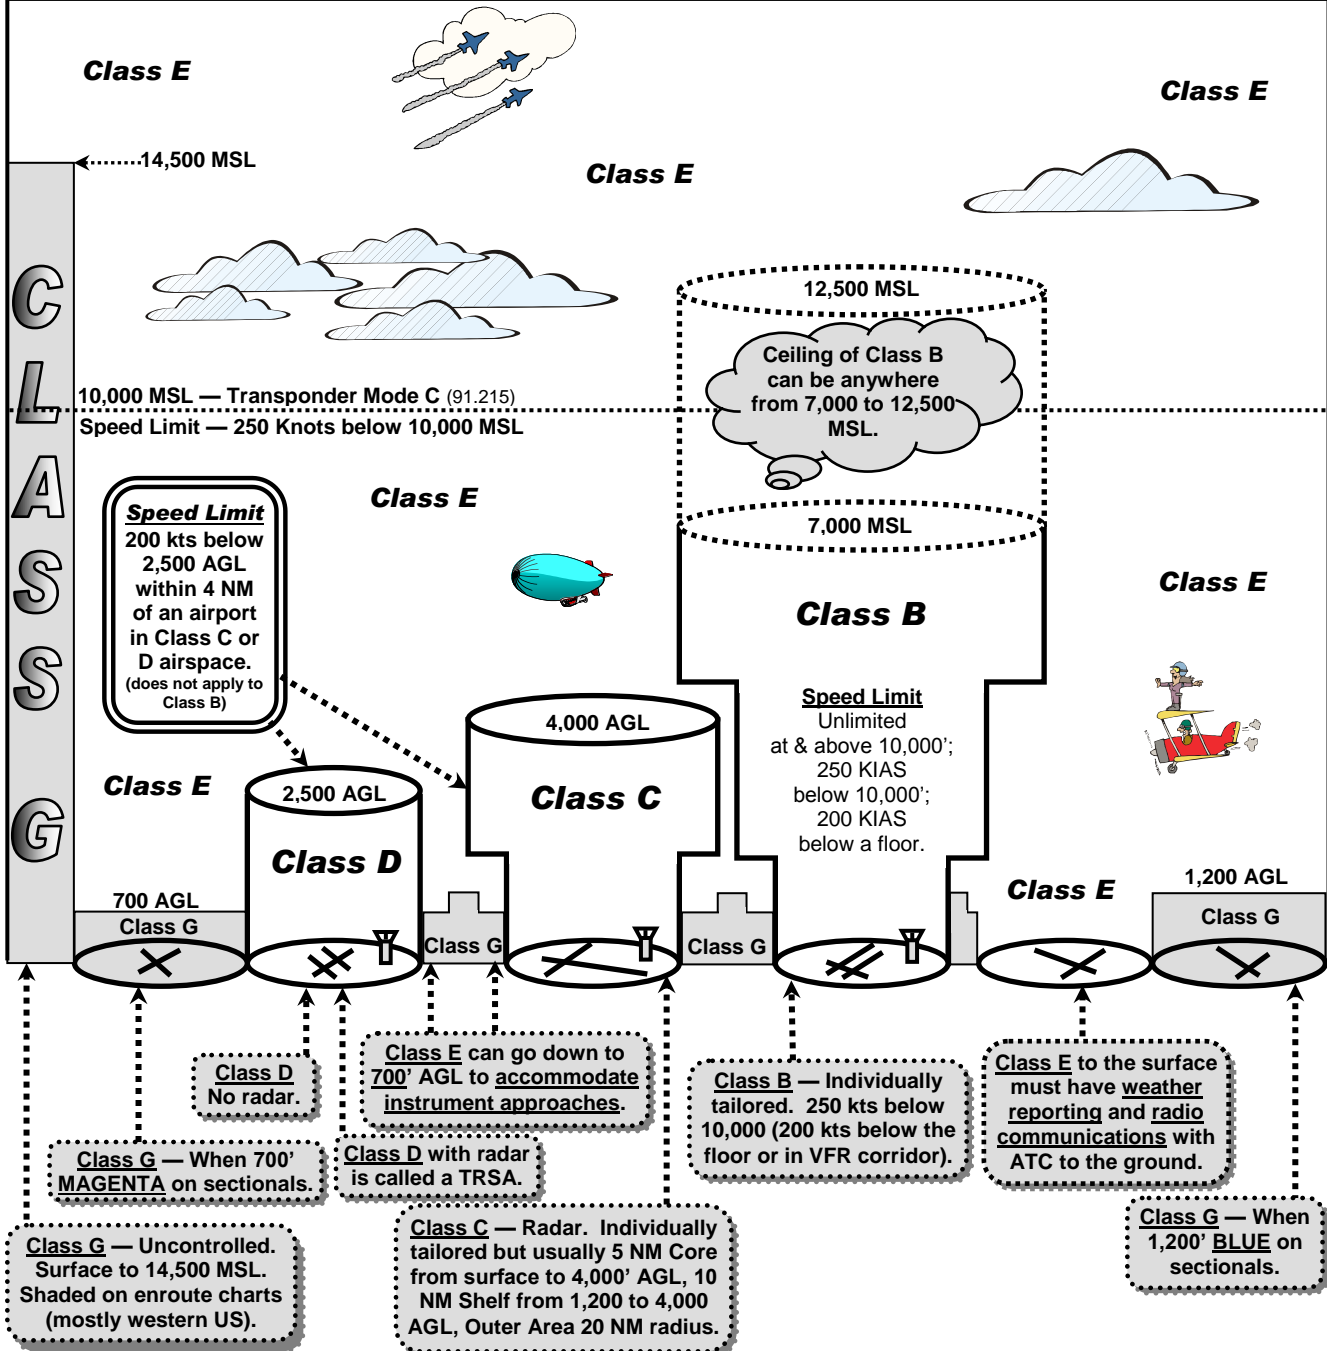 Class E
Class E
14,500 MSL
Class E
12,500 MSL
Ceiling of Class B
can be anywhere
from 7,000 to 12,500
MSL.
10,000 MSL — Transponder Mode C (91.215)
Speed Limit — 250 Knots below 10,000 MSL
CLASS G
Class E
Speed Limit
200 kts below
2,500 AGL
within 4 NM
of an airport
in Class C or
D airspace.
(does not apply to
Class B)
7,000 MSL
Class E
Class B
Speed Limit
Unlimited
at & above 10,000’;
250 KIAS
below 10,000’;
200 KIAS
below a floor.
4,000 AGL
Class C
Class E
2,500 AGL
Class D
700 AGL
Class G
Class G
Class G
Class E
1,200 AGL
Class G
Class D
No radar.
Class E can go down to
700’ AGL to accommodate
instrument approaches.
Class B — Individually
tailored. 250 kts below
10,000 (200 kts below the
floor or in VFR corridor).
Class E to the surface
must have weather
reporting and radio
communications with
ATC to the ground.
Class G — When 700’
MAGENTA on sectionals.
Class D with radar
is called a TRSA.
Class G — Uncontrolled.
Surface to 14,500 MSL.
Shaded on enroute charts
(mostly western US).
Class C — Radar. Individually
tailored but usually 5 NM Core
from surface to 4,000’ AGL, 10
NM Shelf from 1,200 to 4,000
AGL, Outer Area 20 NM radius.
Class G — When
1,200’ BLUE on
sectionals.